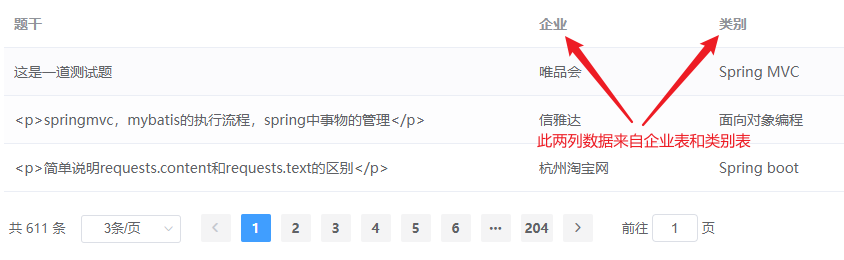 题干 企业 类别
这是一道测试题 唯品会 Spring MVC
<p>springmvc，mybatis的执行流程，spring中事物的管理</p> 信雅达 面向对象编程
此两列数据来自企业表和类别表
<p>简单说明requests.content和requests.text的区别</p> 杭州淘宝网 Spring boot
共 611 条 3条/页 1 2 3 4 5 6 ••• 204 前往 1 页